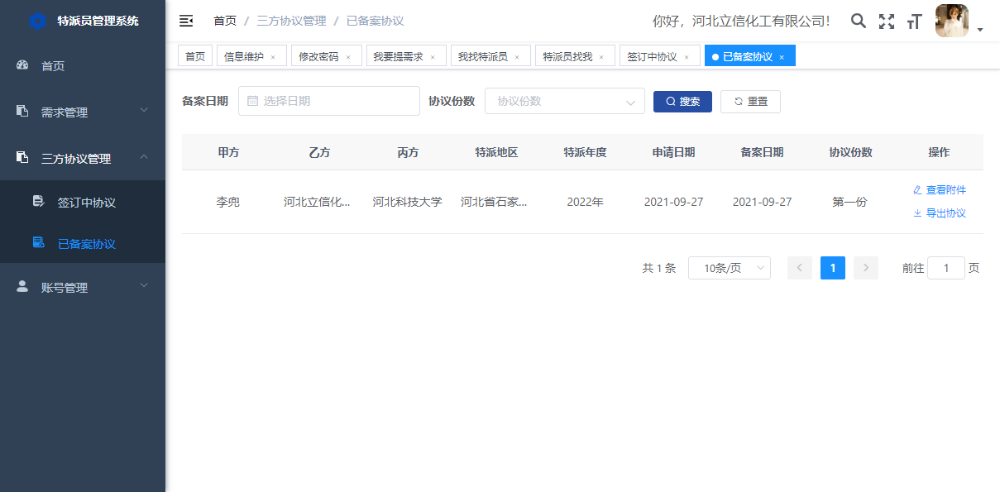 特派员管理系统
首页
需求管理
三方协议管理
签订中协议
已备案协议
账号管理
首页 / 三方协议管理 / 已备案协议
你好，河北立信化工有限公司!
首页 信息维护 × 修改密码 × 我要提需求 × 我找特派员 × 特派员找我 × 签订中协议 × 已备案协议 ×
备案日期 选择日期 协议份数 协议份数 搜索 重置
甲方 乙方 丙方 特派地区 特派年度 申请日期 备案日期 协议份数 操作
李兜 河北立信化... 河北科技大学 河北省石家... 2022年 2021-09-27 2021-09-27 第一份 查看附件
导出协议
共 1 条 10条/页 1 前往 1 页